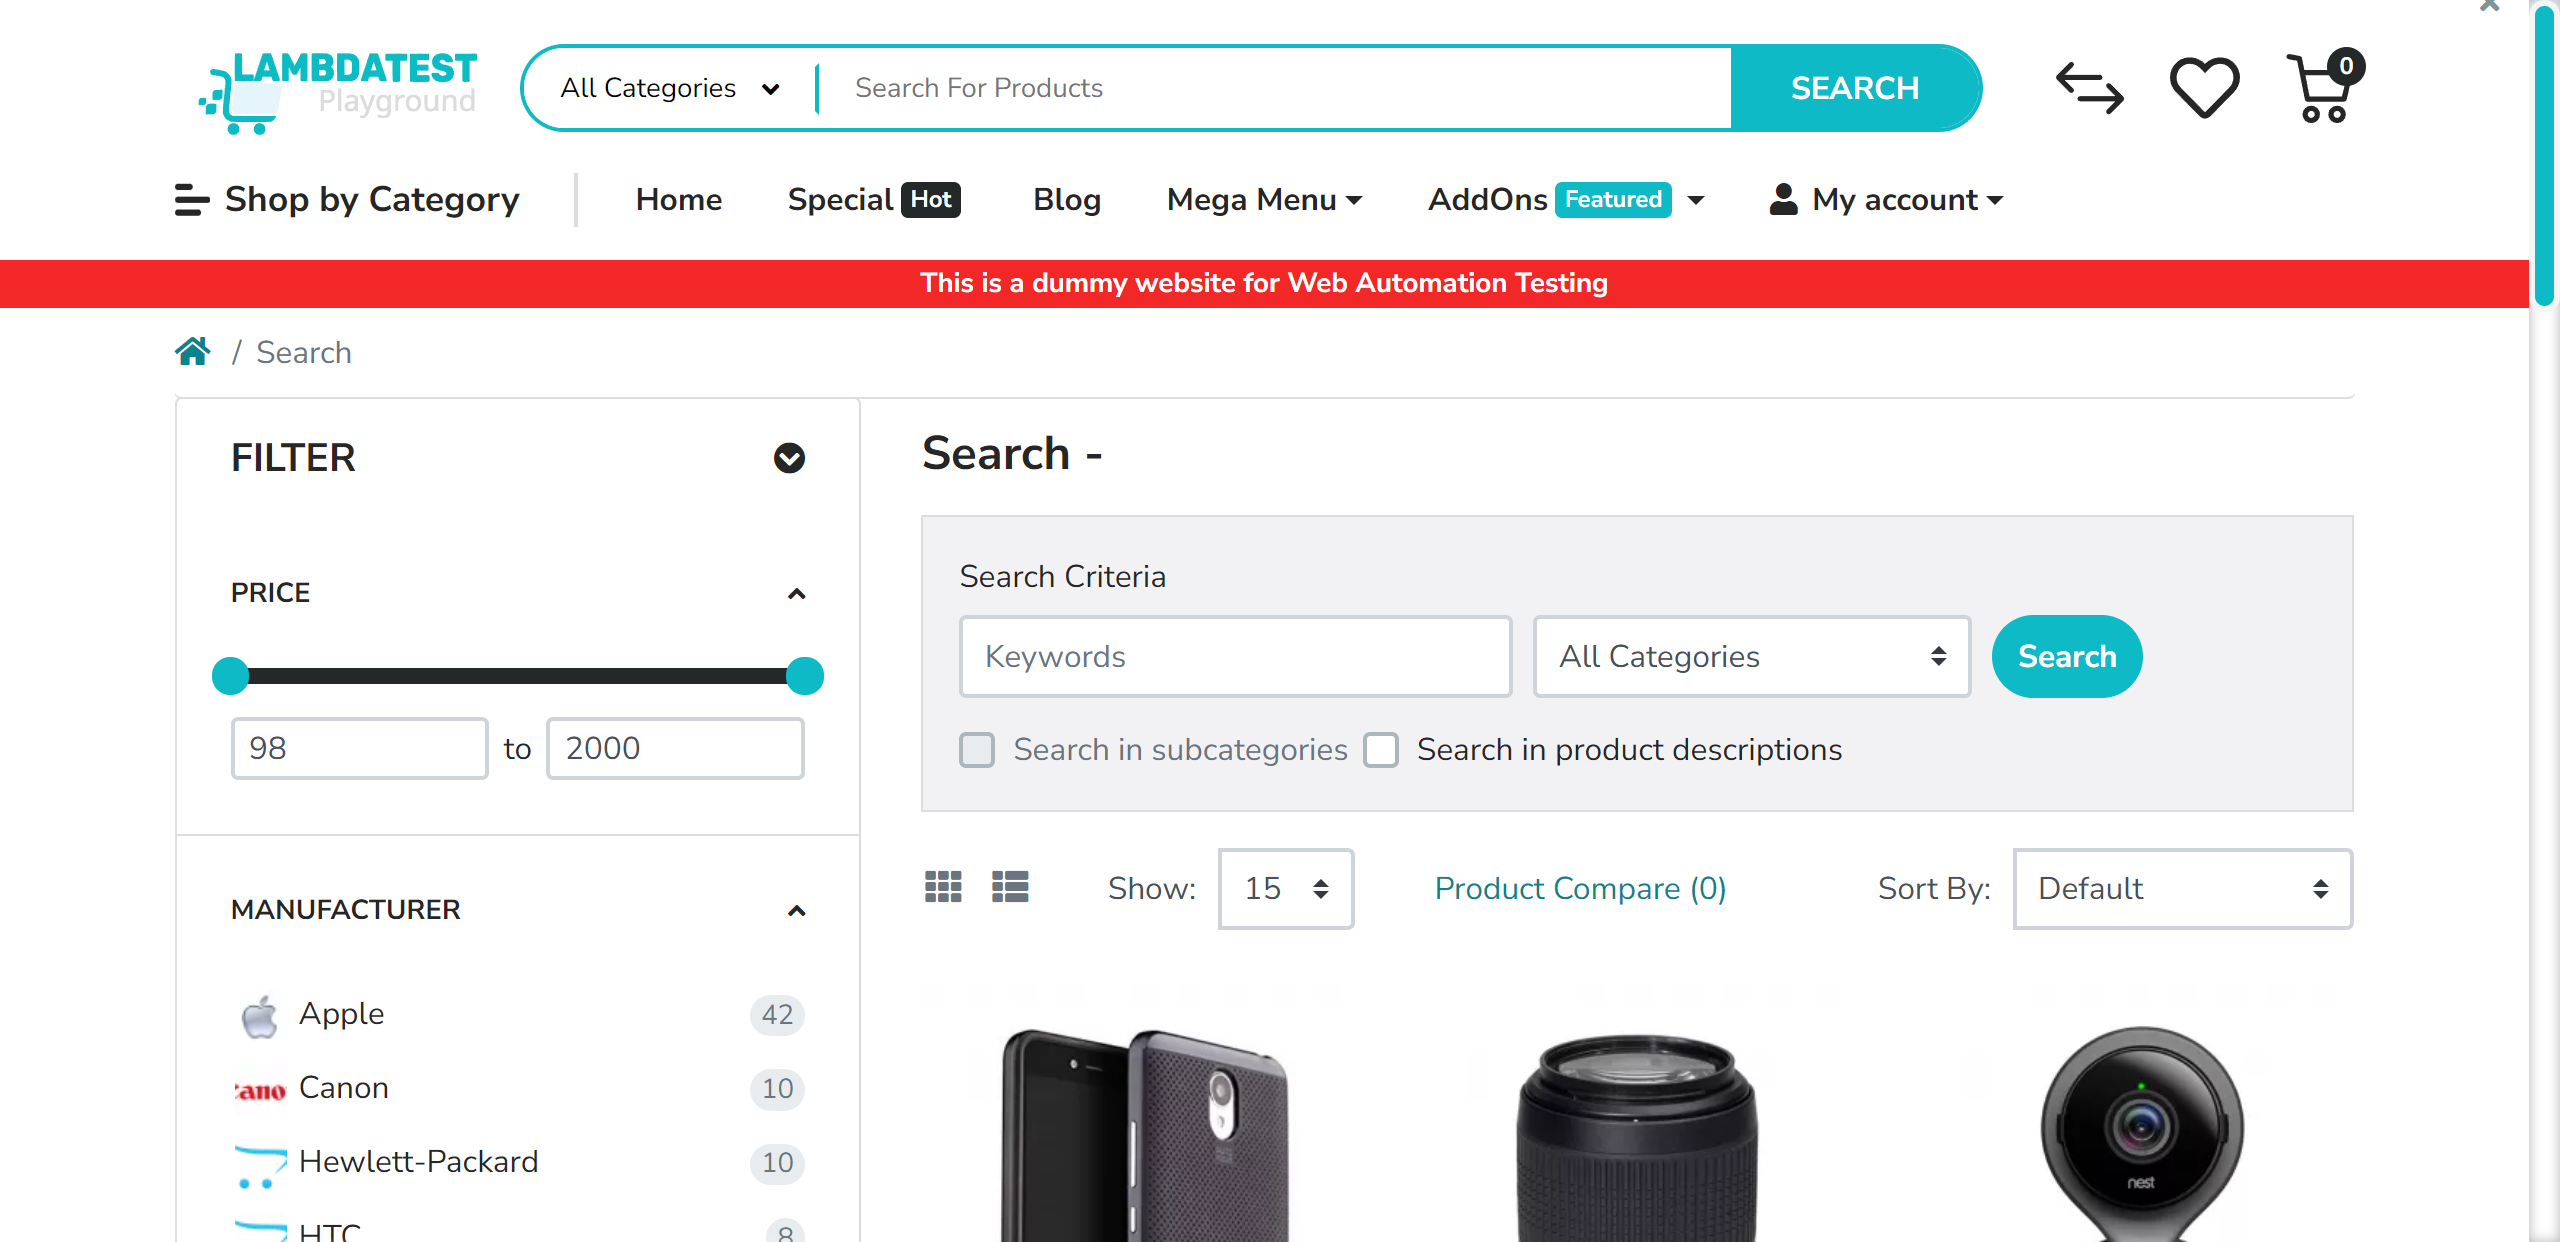 LAMBDATEST
Playground
All Categories
Search For Products
SEARCH
0
Shop by Category
Home
Special Hot
Blog
Mega Menu
AddOns Featured
My account
This is a dummy website for Web Automation Testing
/ Search
FILTER
PRICE
98 to 2000
MANUFACTURER
Apple 42
Canon 10
Hewlett-Packard 10
HTC 8
Search -
Search Criteria
Keywords
All Categories
Search
Search in subcategories
Search in product descriptions
Show: 15
Product Compare (0)
Sort By: Default
nest